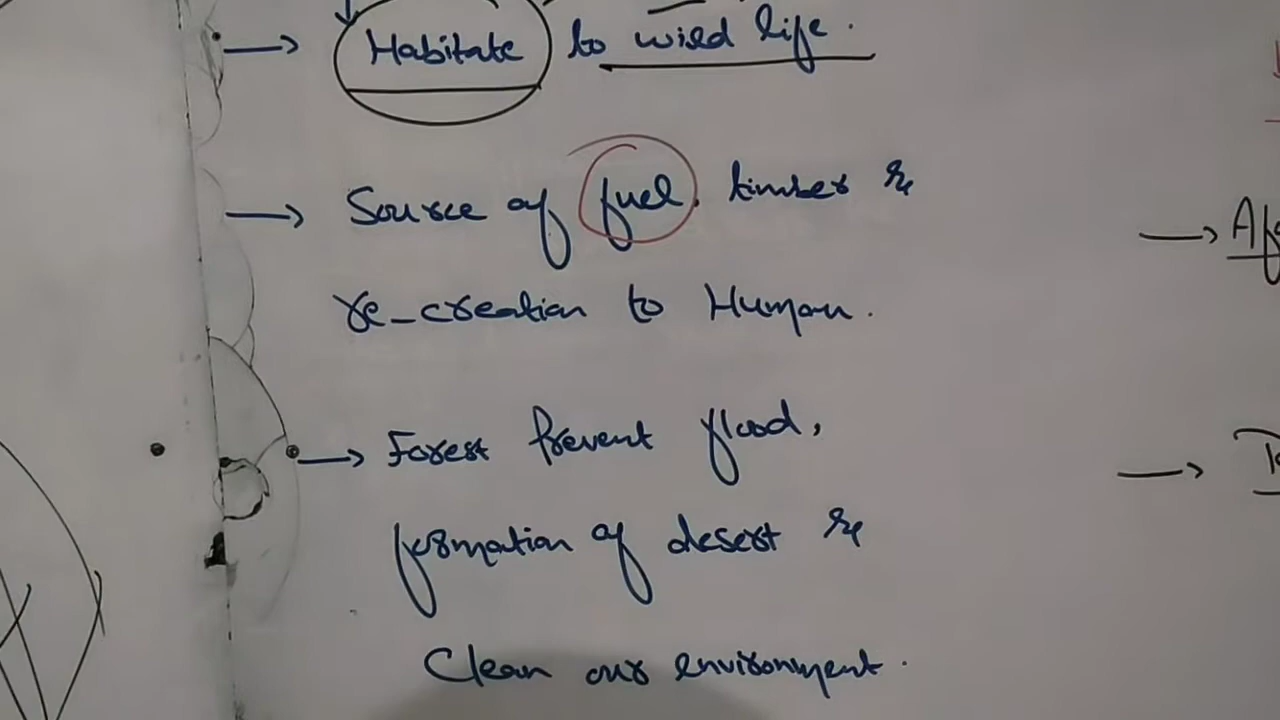 → Habitate to wild life.
→ Source of fuel, timber &
re-creation to Human.
→ Forest prevent flood,
formation of desert &
Clean our environment.